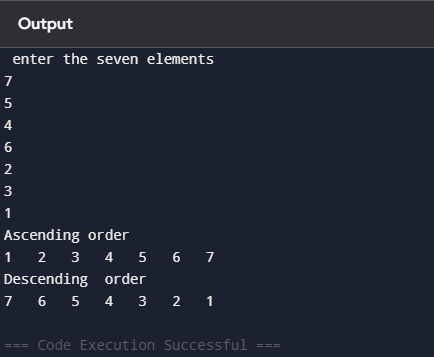 Output
enter the seven elements
7
5
4
6
2
3
1
Ascending order
1 2 3 4 5 6 7
Descending order
7 6 5 4 3 2 1
=== Code Execution Successful ===